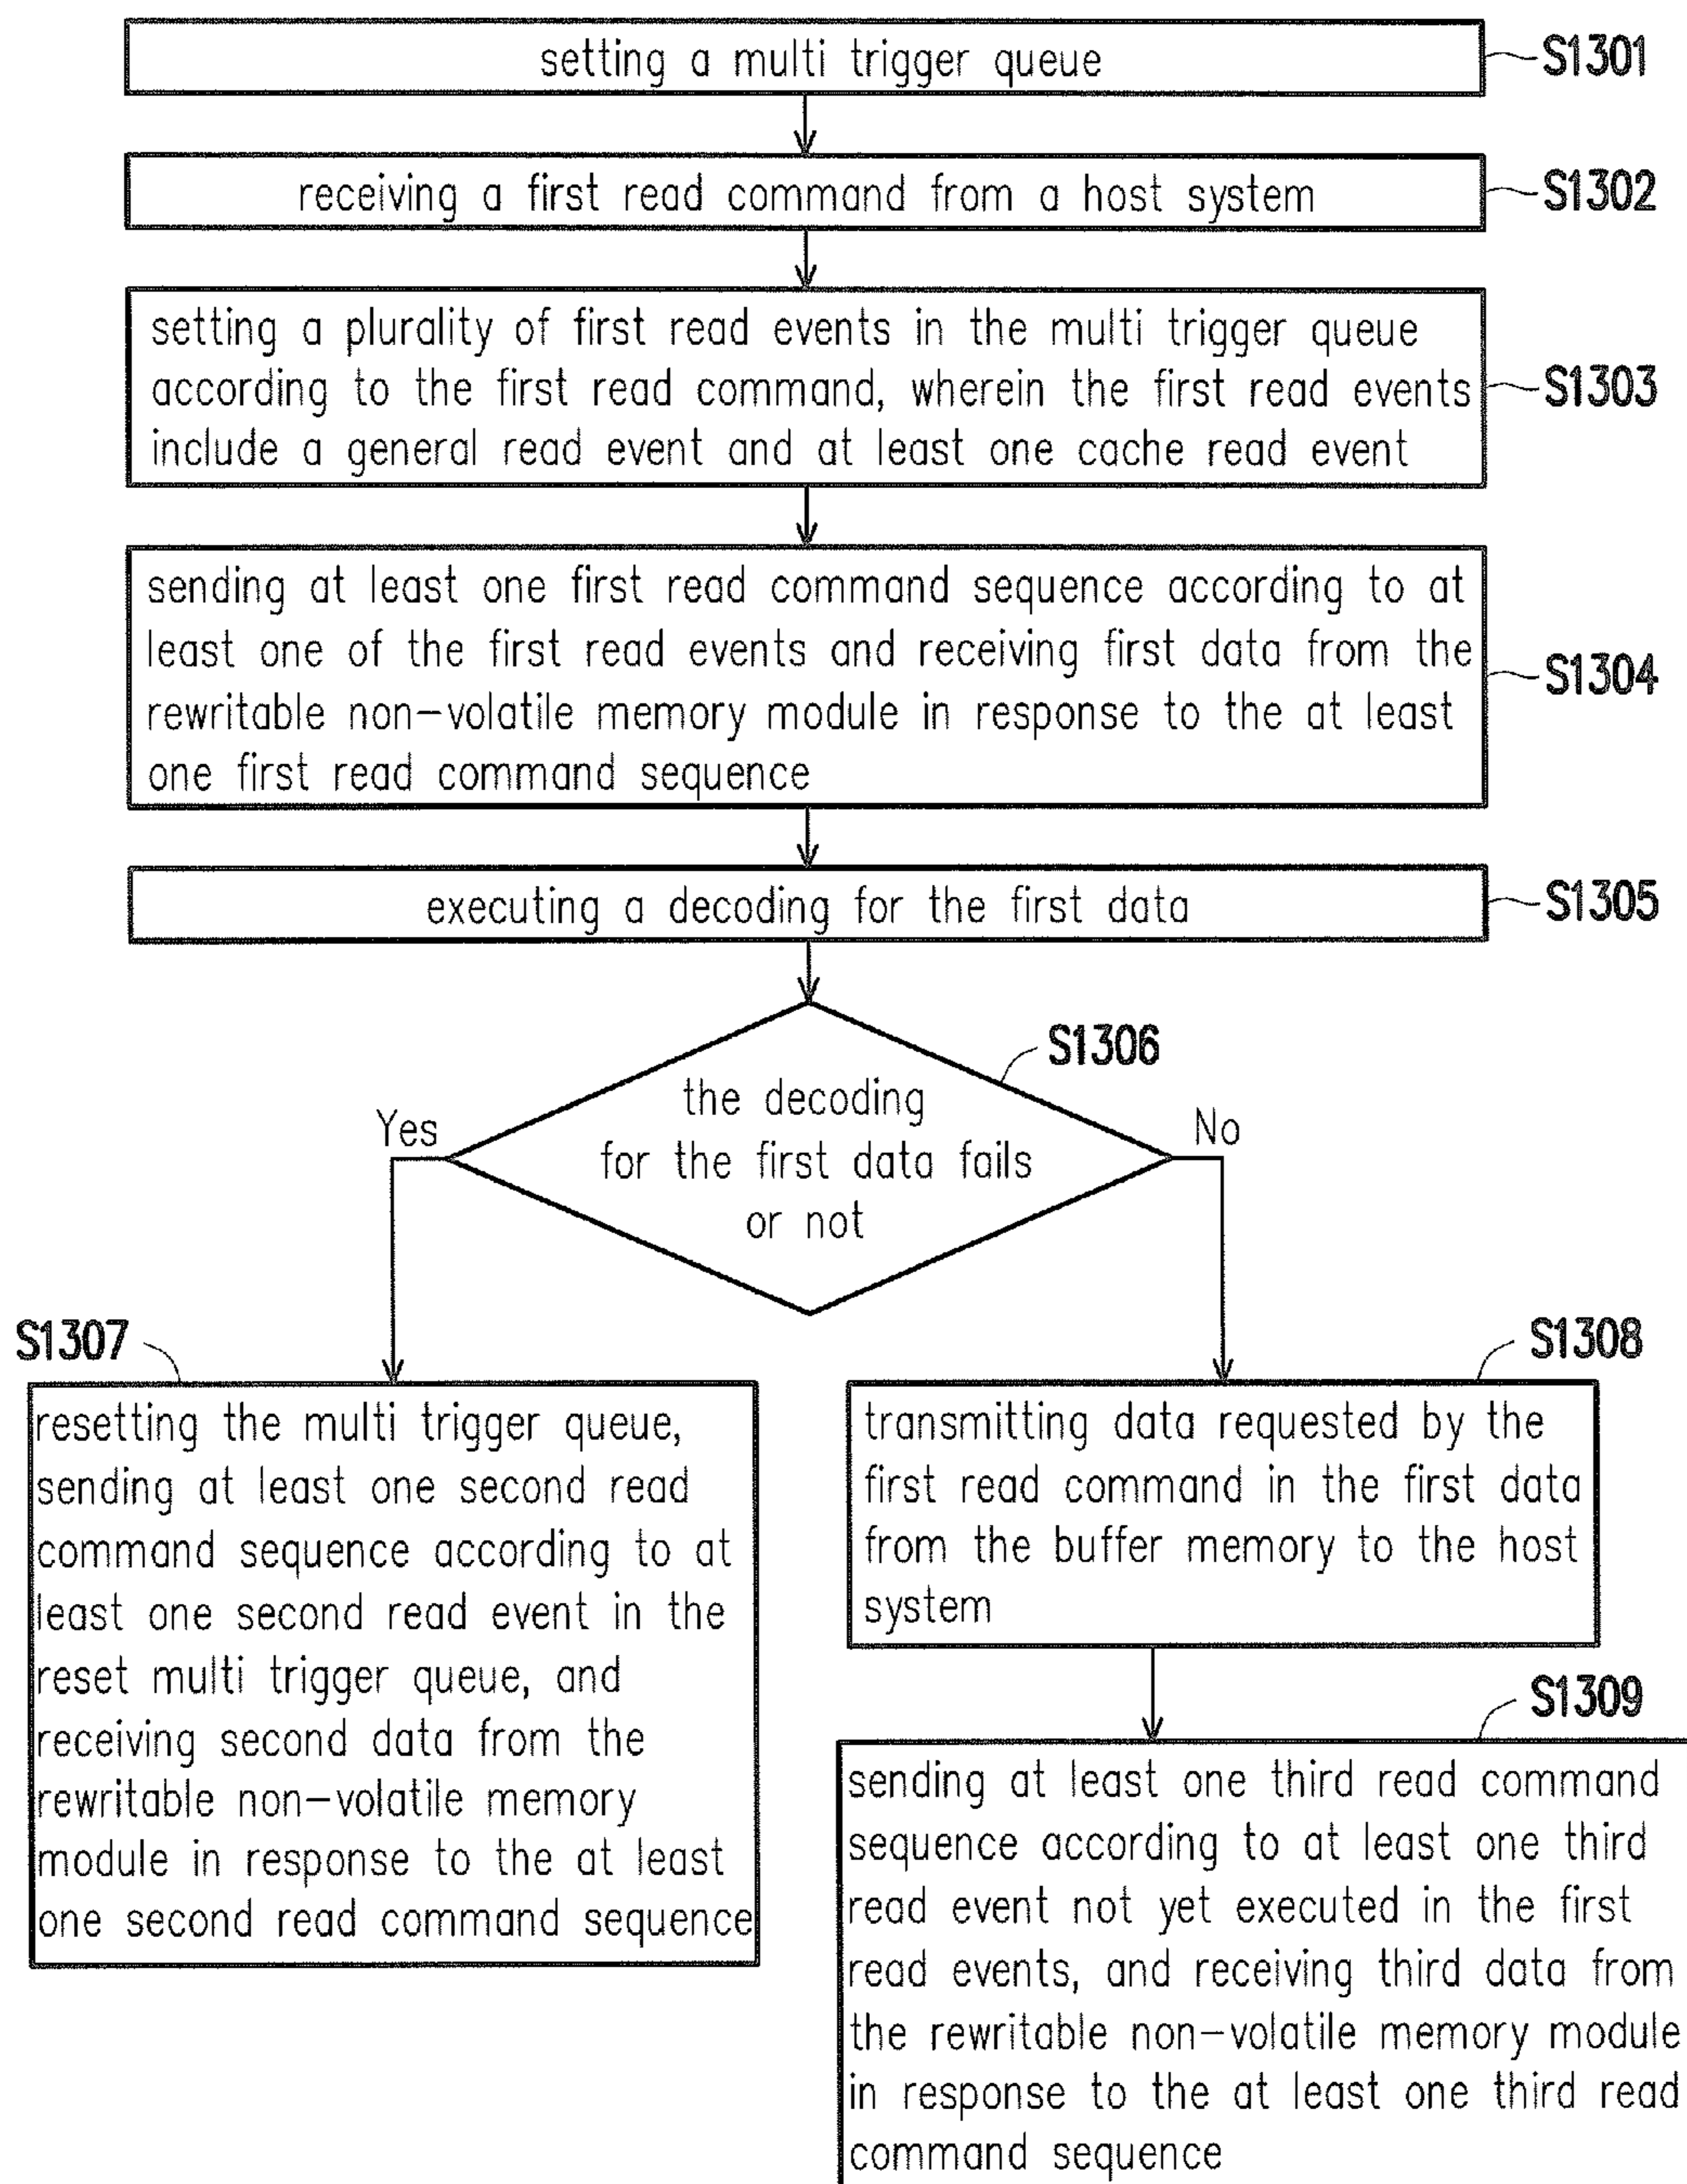 setting a multi trigger queue
S1301
receiving a first read command from a host system
S1302
setting a plurality of first read events in the multi trigger queue
according to the first read command, wherein the first read events
include a general read event and at least one cache read event
S1303
sending at least one first read command sequence according to at
least one of the first read events and receiving first data from the
rewritable non-volatile memory module in response to the at least
one first read command sequence
S1304
executing a decoding for the first data
S1305
S1306
the decoding
for the first data fails
or not
Yes
No
S1307
resetting the multi trigger queue,
sending at least one second read
command sequence according to at
least one second read event in the
reset multi trigger queue, and
receiving second data from the
rewritable non-volatile memory
module in response to the at least
one second read command sequence
S1308
transmitting data requested by the
first read command in the first data
from the buffer memory to the host
system
S1309
sending at least one third read command
sequence according to at least one third
read event not yet executed in the first
read events, and receiving third data from
the rewritable non-volatile memory module
in response to the at least one third read
command sequence